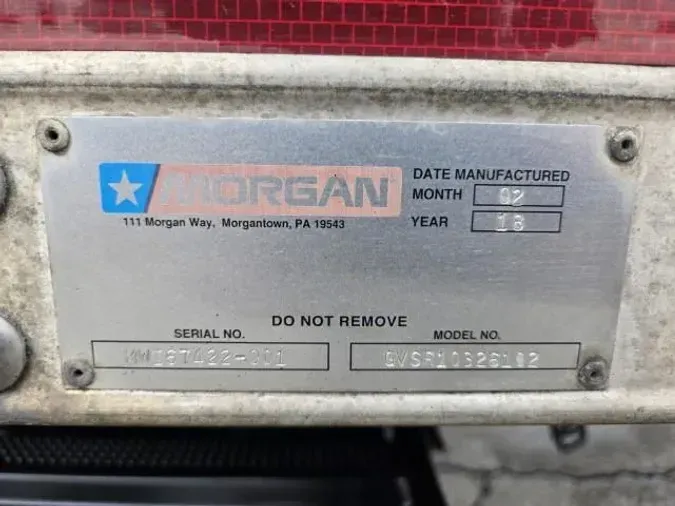 MORGAN
111 Morgan Way, Morgantown, PA 19543
DATE MANUFACTURED
MONTH 02
YEAR 18
DO NOT REMOVE
SERIAL NO.
MODEL NO.